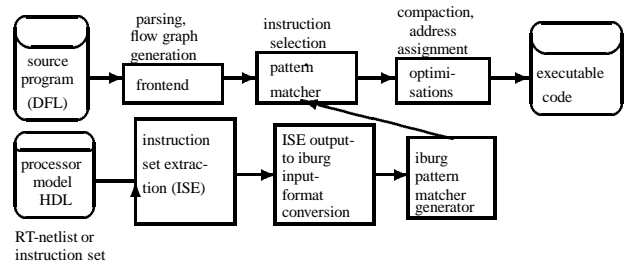 parsing,
flow graph
generation
instruction
selection
compaction,
address
assignment
source
program
(DFL)
frontend
pattern
matcher
optimi-
sations
executable
code
processor
model
HDL
instruction
set extrac-
tion (ISE)
ISE output-
to iburg
input-
format
conversion
iburg
pattern
matcher
generator
RT-netlist or
instruction set